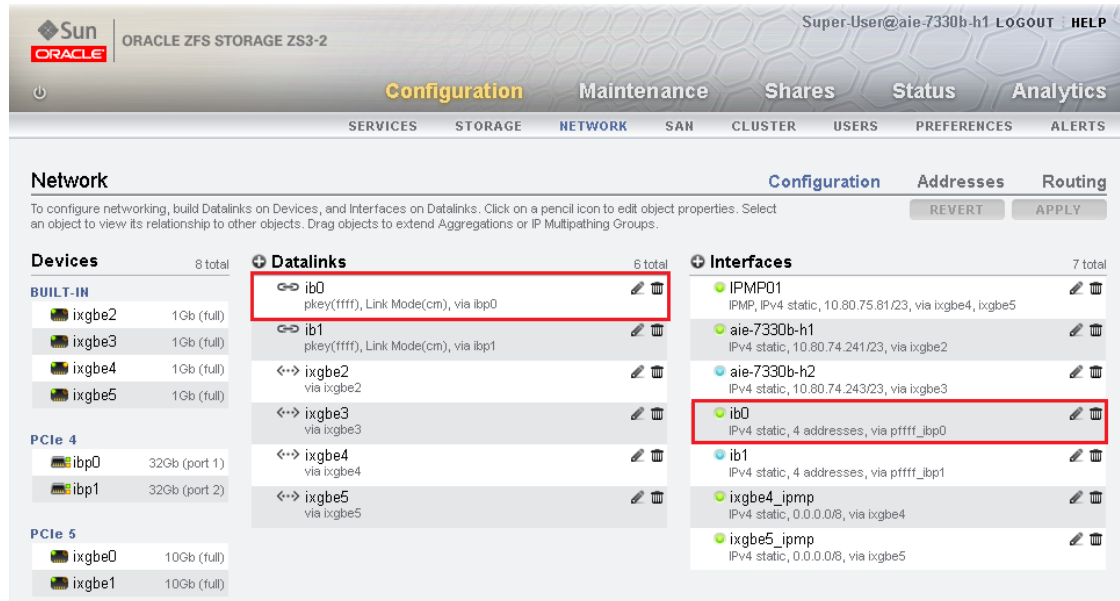 Sun
ORACLE
ORACLE ZFS STORAGE ZS3-2
Super-User@aie-7330b-h1 LOGOUT HELP
Configuration Maintenance Shares Status Analytics
SERVICES STORAGE NETWORK SAN CLUSTER USERS PREFERENCES ALERTS
Network
Configuration Addresses Routing
To configure networking, build Datalinks on Devices, and Interfaces on Datalinks. Click on a pencil icon to edit object properties. Select
an object to view its relationship to other objects. Drag objects to extend Aggregations or IP Multipathing Groups.
REVERT APPLY
Devices 8 total
BUILT-IN
ixgbe2 1Gb (full)
ixgbe3 1Gb (full)
ixgbe4 1Gb (full)
ixgbe5 1Gb (full)
PCIe 4
ibp0 32Gb (port 1)
ibp1 32Gb (port 2)
PCIe 5
ixgbe0 10Gb (full)
ixgbe1 10Gb (full)
Datalinks 6 total
ib0
pkey(ffff), Link Mode(cm), via ibp0
ib1
pkey(ffff), Link Mode(cm), via ibp1
ixgbe2
via ixgbe2
ixgbe3
via ixgbe3
ixgbe4
via ixgbe4
ixgbe5
via ixgbe5
Interfaces 7 total
IPMP01
IPMP, IPv4 static, 10.80.75.81/23, via ixgbe4, ixgbe5
aie-7330b-h1
IPv4 static, 10.80.74.241/23, via ixgbe2
aie-7330b-h2
IPv4 static, 10.80.74.243/23, via ixgbe3
ib0
IPv4 static, 4 addresses, via pffff_ibp0
ib1
IPv4 static, 4 addresses, via pffff_ibp1
ixgbe4_ipmp
IPv4 static, 0.0.0.0/8, via ixgbe4
ixgbe5_ipmp
IPv4 static, 0.0.0.0/8, via ixgbe5